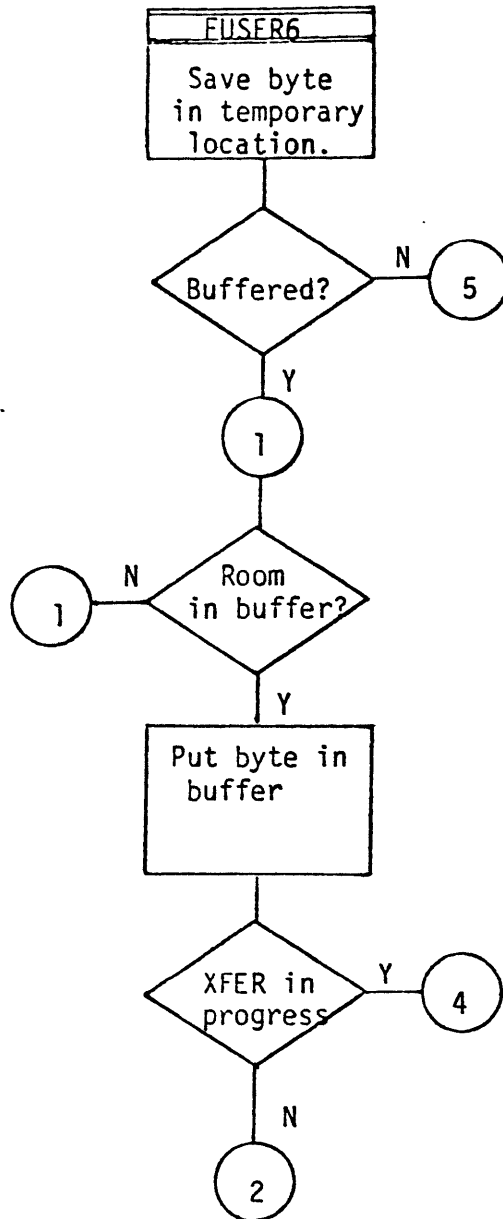 FUSER6
Save byte
in temporary
location.
Buffered?
N
5
Y
1
Room
in buffer?
N
1
Y
Put byte in
buffer
XFER in
progress
Y
4
N
2